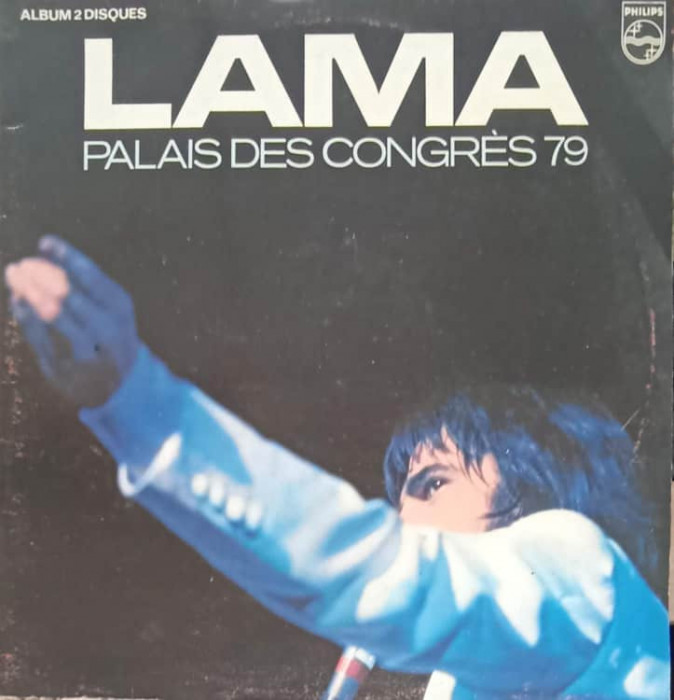 ALBUM 2 DISQUES
PHILIPS
LAMA
PALAIS DES CONGRÈS 79